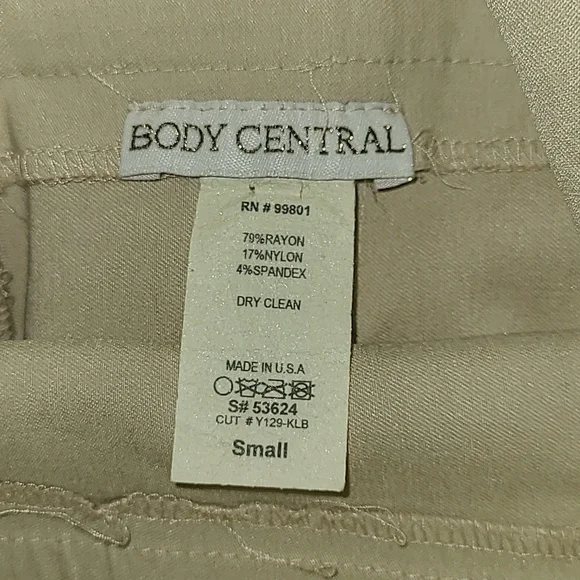 BODY CENTRAL
RN # 99801
79%RAYON
17%NYLON
4%SPANDEX
DRY CLEAN
MADE IN U.S.A
S# 53624
CUT # Y129-KLB
Small